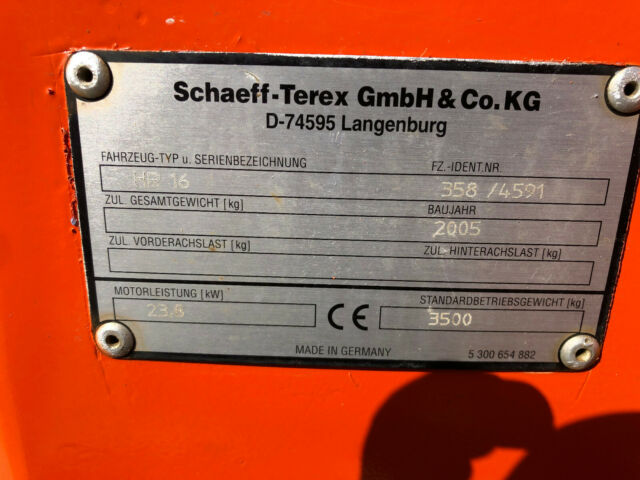 Schaeff-Terex GmbH & Co. KG
D-74595 Langenburg
FAHRZEUG-TYP u. SERIENBEZEICHNUNG FZ.-IDENT.NR.
HR 16 358 /4591
ZUL. GESAMTGEWICHT [kg] BAUJAHR
2005
ZUL. VORDERACHSLAST [kg] ZUL. HINTERACHSLAST [kg]
MOTORLEISTUNG [kW] STANDARDBETRIEBSGEWICHT [kg]
23.5 CE 3500
MADE IN GERMANY 5 300 654 882